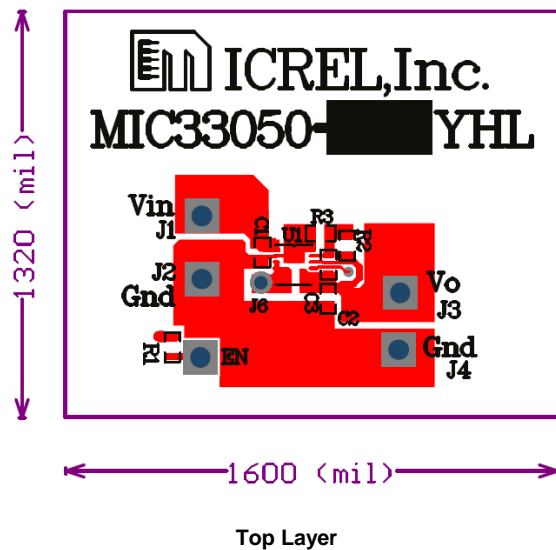 MICREL,Inc.
MIC33050-YHL
1320 (mil)
Vin
J1
J2
Gnd
C1
U1
R3
R2
J6
C3
C2
Vo
J3
R1
EN
Gnd
J4
1600 (mil)
Top Layer